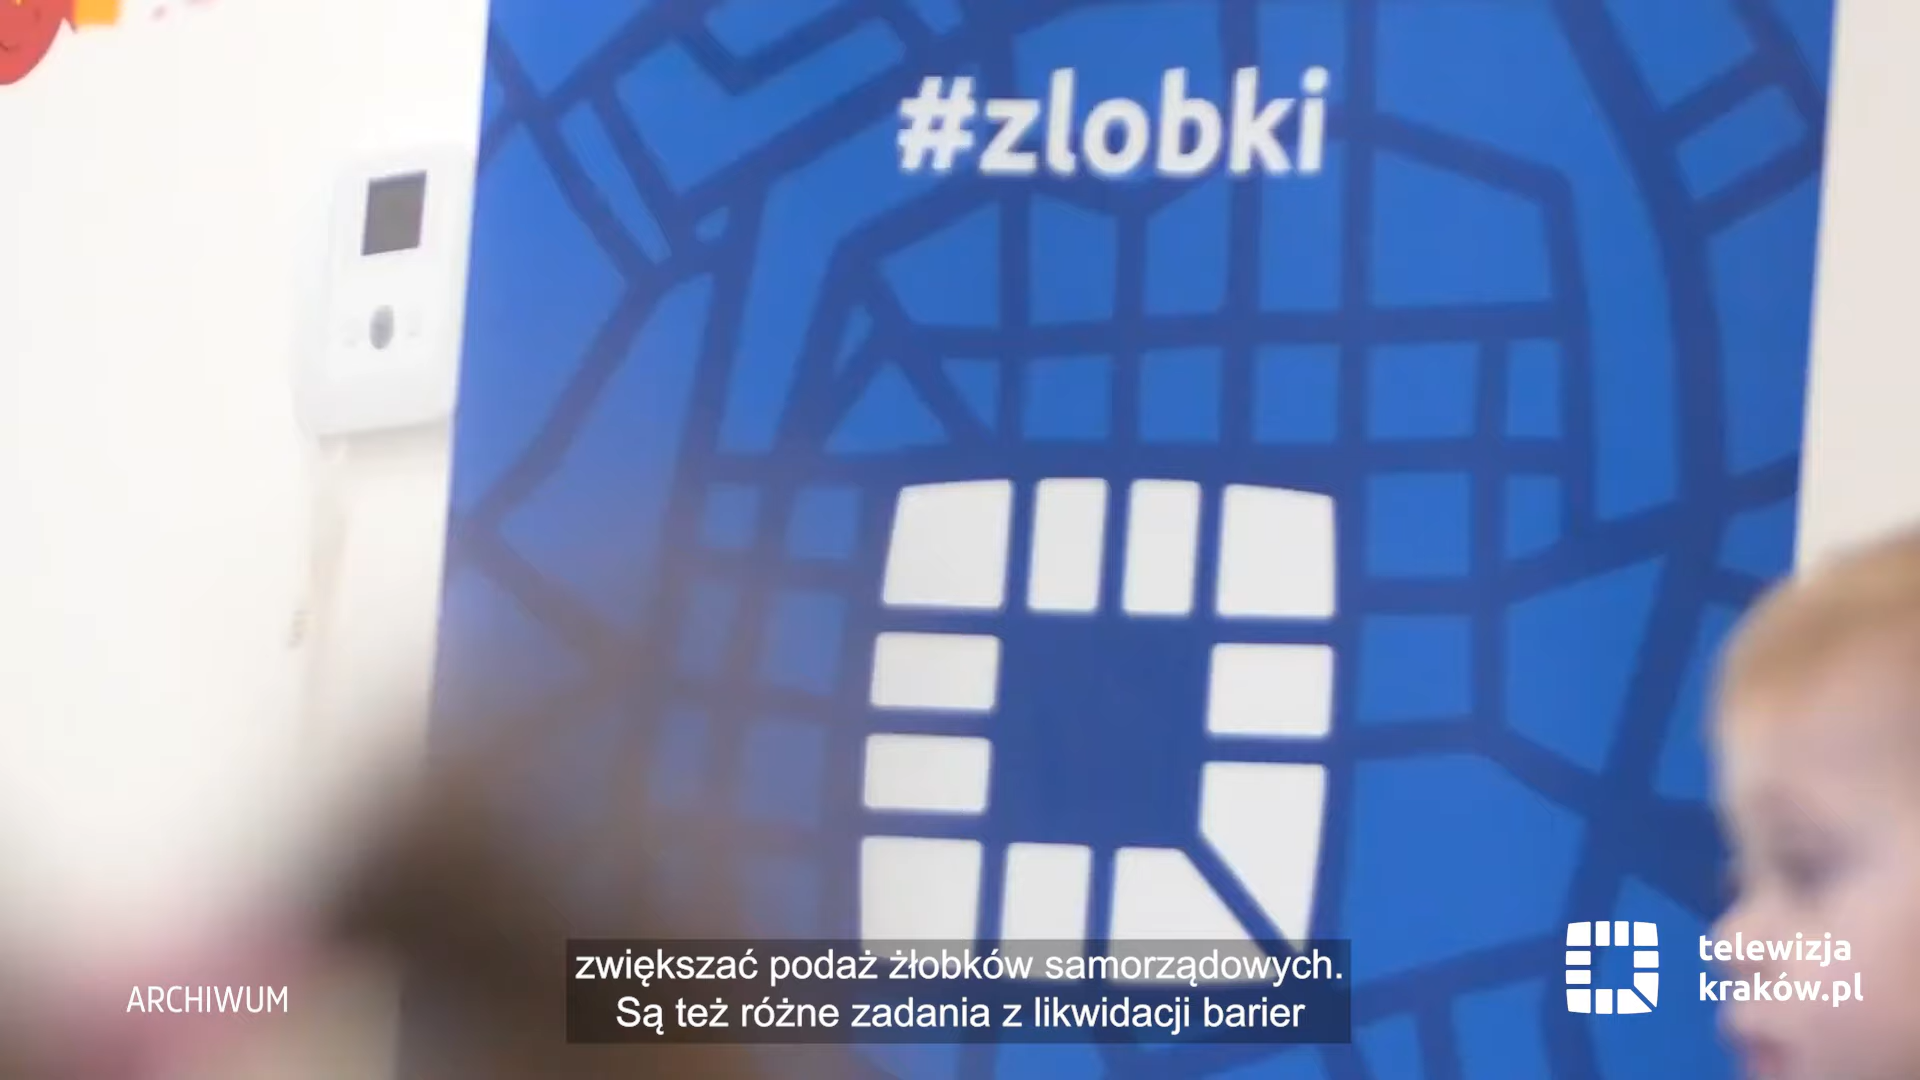 #zlobki
zwiększać podaż żłobków samorządowych.
Są też różne zadania z likwidacji barier
ARCHIWUM
telewizja
kraków.pl